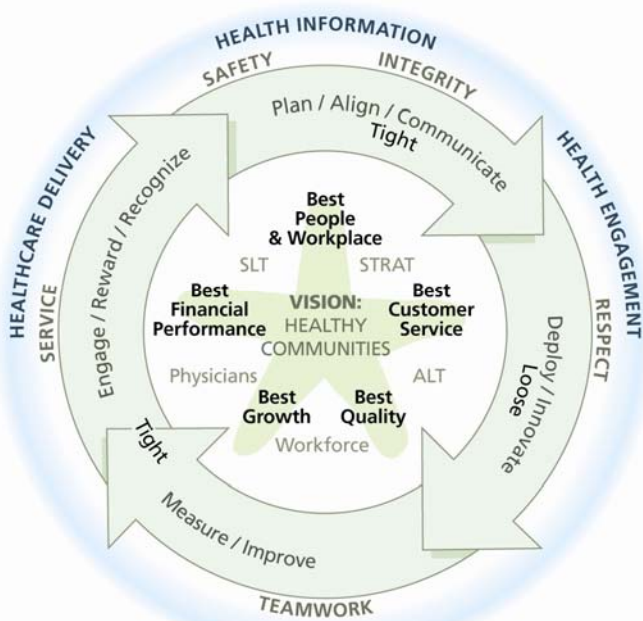 HEALTH INFORMATION
SAFETY
INTEGRITY
HEALTHCARE DELIVERY
HEALTH ENGAGEMENT
Plan / Align / Communicate
Tight
Engage / Reward / Recognize
SERVICE
RESPECT
Best
People
& Workplace
SLT
STRAT
Best
Financial
Performance
VISION:
HEALTHY
COMMUNITIES
Best
Customer
Service
Deploy / Innovate
Loose
Physicians
ALT
Best
Growth
Best
Quality
Workforce
Tight
Measure / Improve
TEAMWORK